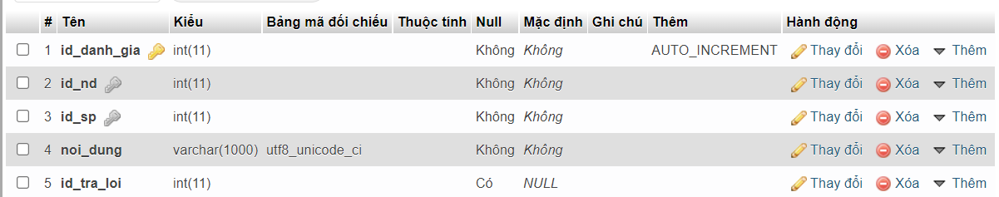 # Tên Kiểu Bảng mã đối chiếu Thuộc tính Null Mặc định Ghi chú Thêm Hành động
1 id_danh_gia int(11) Không Không AUTO_INCREMENT Thay đổi Xóa Thêm
2 id_nd int(11) Không Không Thay đổi Xóa Thêm
3 id_sp int(11) Không Không Thay đổi Xóa Thêm
4 noi_dung varchar(1000) utf8_unicode_ci Không Không Thay đổi Xóa Thêm
5 id_tra_loi int(11) Có NULL Thay đổi Xóa Thêm